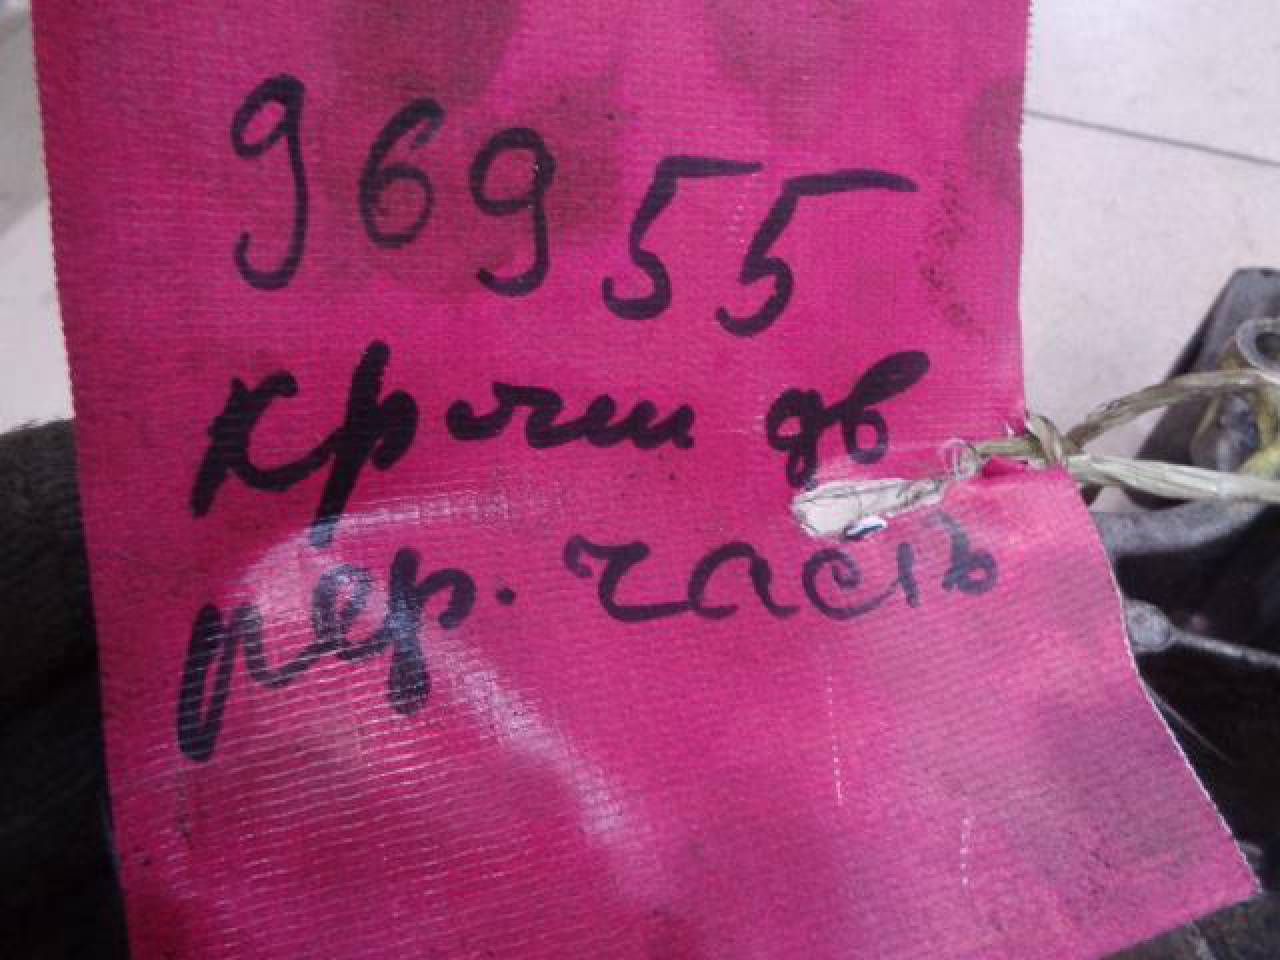 96955
крыш дв
пер. часть